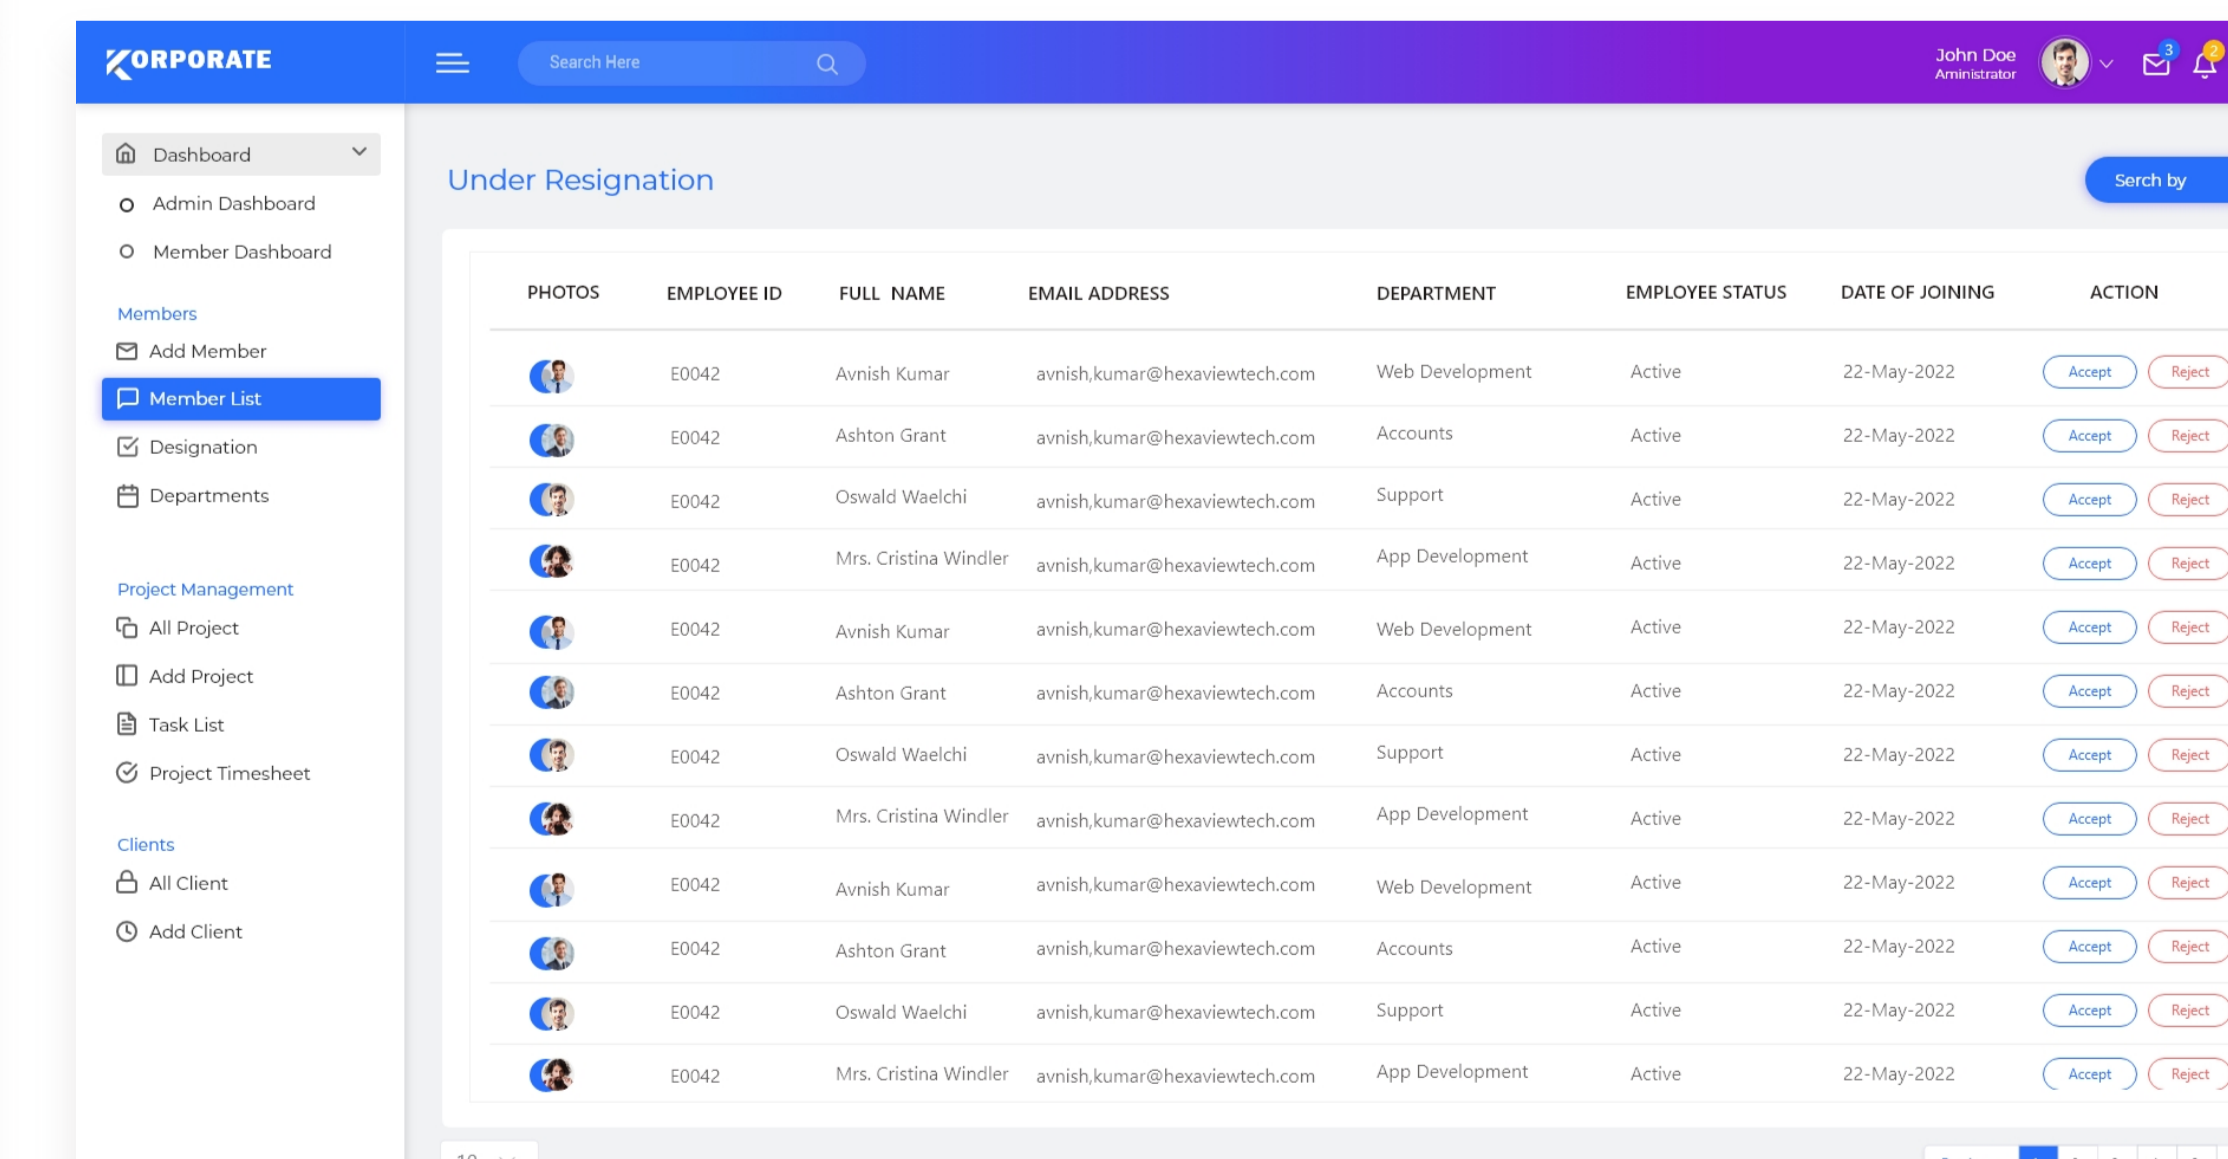 KORPORATE
Search Here
John Doe
Aministrator
3
2
Dashboard
Admin Dashboard
Member Dashboard
Members
Add Member
Member List
Designation
Departments
Project Management
All Project
Add Project
Task List
Project Timesheet
Clients
All Client
Add Client
Under Resignation
Serch by
PHOTOS EMPLOYEE ID FULL NAME EMAIL ADDRESS DEPARTMENT EMPLOYEE STATUS DATE OF JOINING ACTION
E0042 Avnish Kumar avnish,kumar@hexaviewtech.com Web Development Active 22-May-2022 Accept Reject
E0042 Ashton Grant avnish,kumar@hexaviewtech.com Accounts Active 22-May-2022 Accept Reject
E0042 Oswald Waelchi avnish,kumar@hexaviewtech.com Support Active 22-May-2022 Accept Reject
E0042 Mrs. Cristina Windler avnish,kumar@hexaviewtech.com App Development Active 22-May-2022 Accept Reject
E0042 Avnish Kumar avnish,kumar@hexaviewtech.com Web Development Active 22-May-2022 Accept Reject
E0042 Ashton Grant avnish,kumar@hexaviewtech.com Accounts Active 22-May-2022 Accept Reject
E0042 Oswald Waelchi avnish,kumar@hexaviewtech.com Support Active 22-May-2022 Accept Reject
E0042 Mrs. Cristina Windler avnish,kumar@hexaviewtech.com App Development Active 22-May-2022 Accept Reject
E0042 Avnish Kumar avnish,kumar@hexaviewtech.com Web Development Active 22-May-2022 Accept Reject
E0042 Ashton Grant avnish,kumar@hexaviewtech.com Accounts Active 22-May-2022 Accept Reject
E0042 Oswald Waelchi avnish,kumar@hexaviewtech.com Support Active 22-May-2022 Accept Reject
E0042 Mrs. Cristina Windler avnish,kumar@hexaviewtech.com App Development Active 22-May-2022 Accept Reject